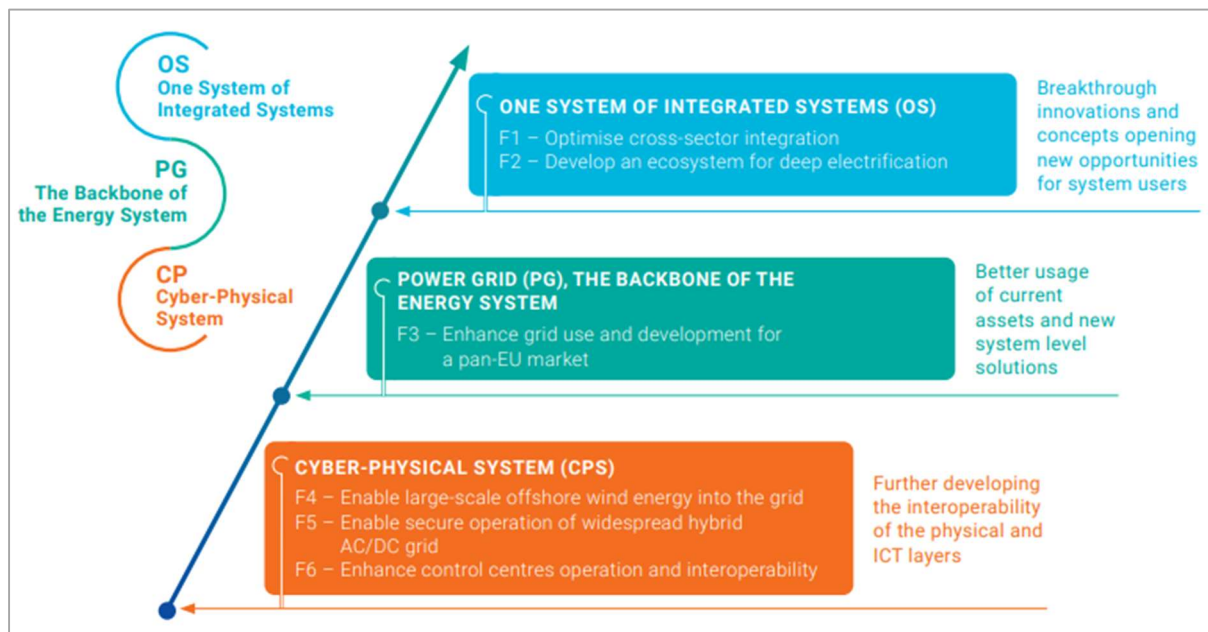 OS
One System of
Integrated Systems
PG
The Backbone of
the Energy System
CP
Cyber-Physical
System
ONE SYSTEM OF INTEGRATED SYSTEMS (OS)
F1 – Optimise cross-sector integration
F2 – Develop an ecosystem for deep electrification
Breakthrough
innovations and
concepts opening
new opportunities
for system users
POWER GRID (PG), THE BACKBONE OF THE
ENERGY SYSTEM
F3 – Enhance grid use and development for
a pan-EU market
Better usage
of current
assets and new
system level
solutions
CYBER-PHYSICAL SYSTEM (CPS)
F4 – Enable large-scale offshore wind energy into the grid
F5 – Enable secure operation of widespread hybrid
AC/DC grid
F6 – Enhance control centres operation and interoperability
Further developing
the interoperability
of the physical and
ICT layers